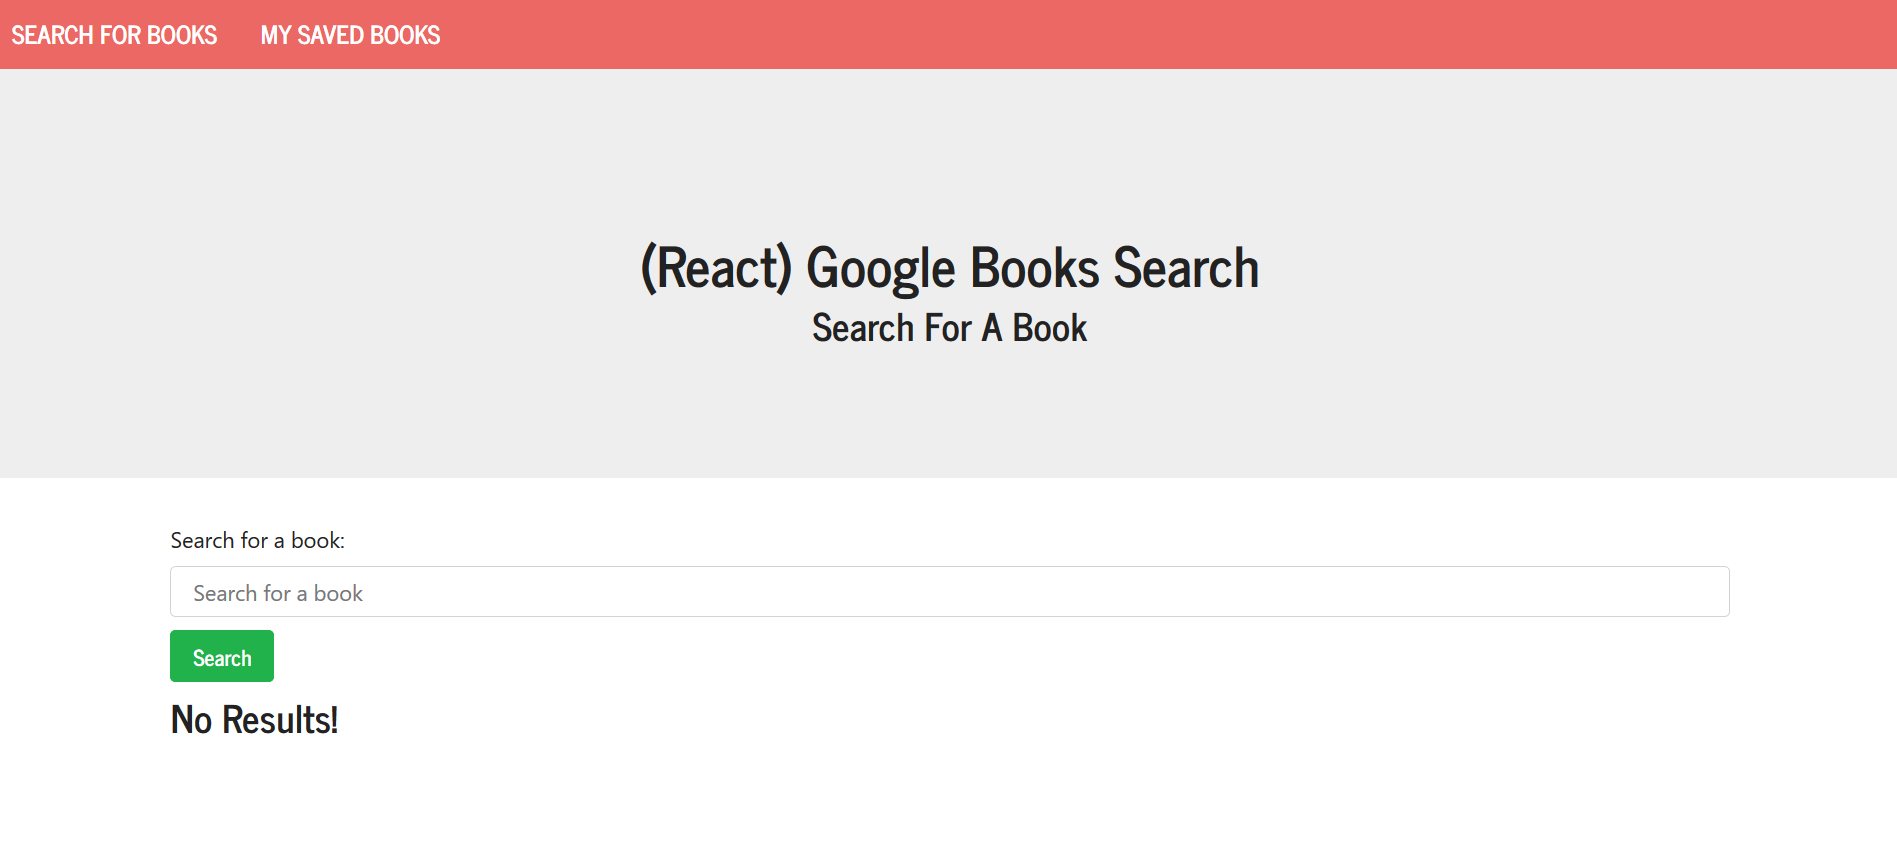 SEARCH FOR BOOKS MY SAVED BOOKS
(React) Google Books Search
Search For A Book
Search for a book:
Search for a book
Search
No Results!